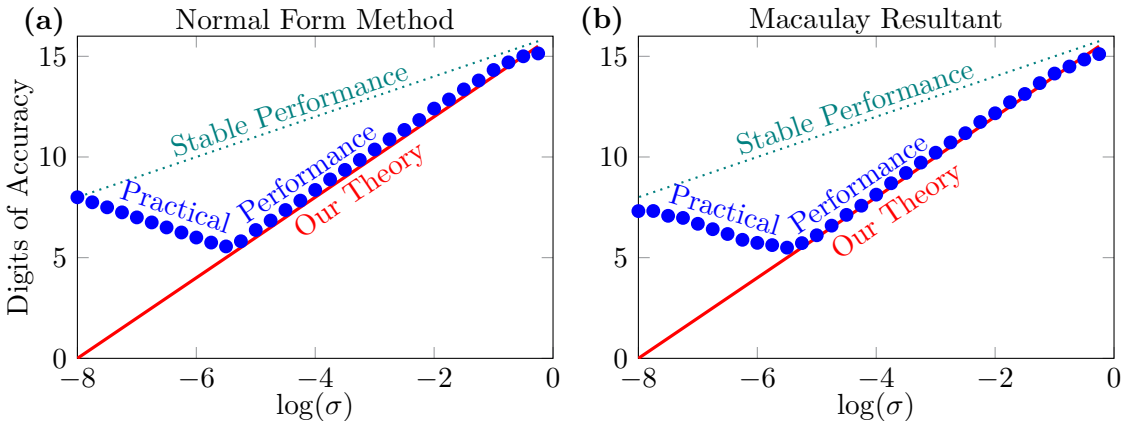 (a) Normal Form Method
Digits of Accuracy
15
10
5
0
−8
−6
−4
−2
0
log(σ)
Stable Performance
Practical Performance
Our Theory
(b) Macaulay Resultant
15
10
5
0
−8
−6
−4
−2
0
log(σ)
Stable Performance
Practical Performance
Our Theory